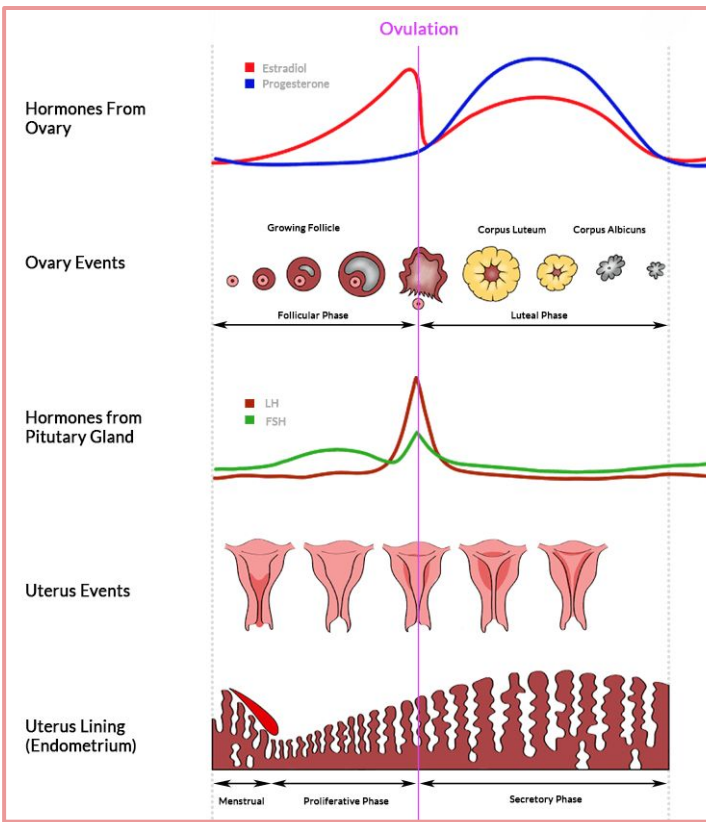 Ovulation
Estradiol
Progesterone
Hormones From
Ovary
Growing Follicle
Corpus Luteum
Corpus Albicuns
Ovary Events
Follicular Phase
Luteal Phase
LH
FSH
Hormones from
Pitutary Gland
Uterus Events
Uterus Lining
(Endometrium)
Menstrual
Proliferative Phase
Secretory Phase